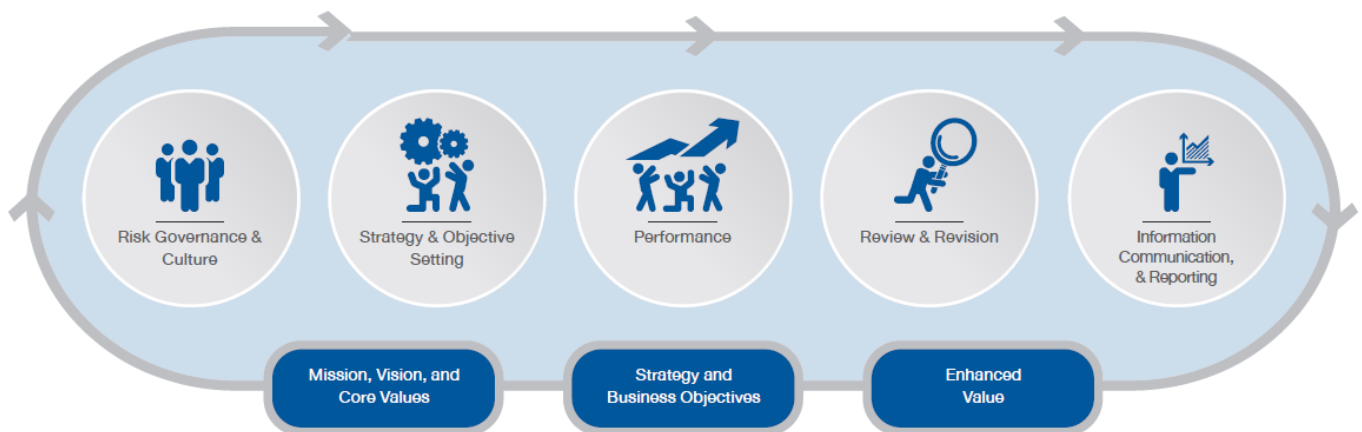 Risk Governance &
Culture
Strategy & Objective
Setting
Performance
Review & Revision
Information
Communication,
& Reporting
Mission, Vision, and
Core Values
Strategy and
Business Objectives
Enhanced
Value